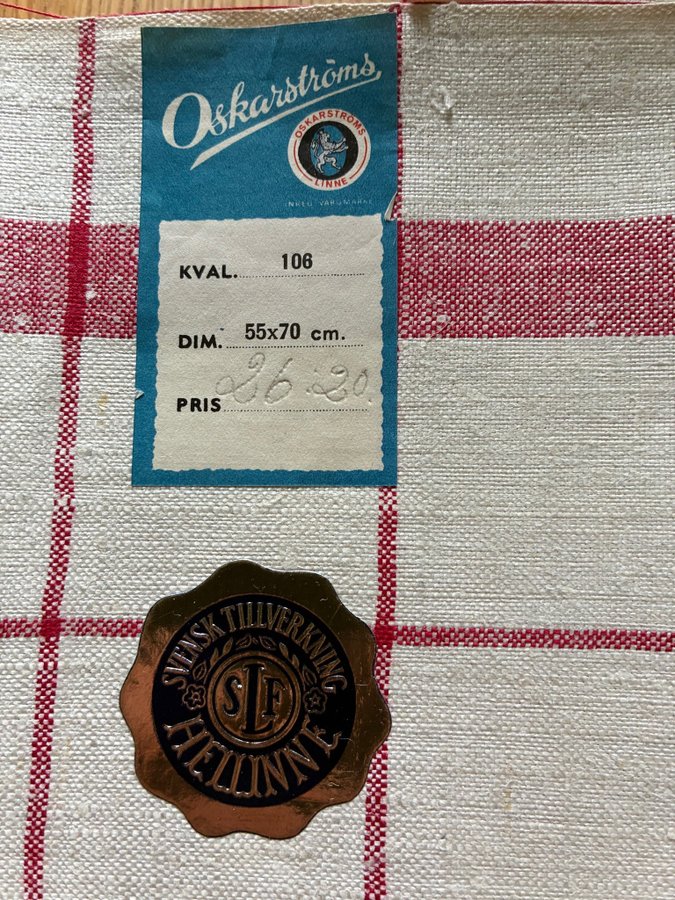 Oskarströms
OSKARSTRÖMS
LINNE
INREG. VARUMÄRKE
KVAL. 106
DIM. 55x70 cm.
PRIS 26:20.
SVENSK TILLVERKNING
SLF
HELLINNE